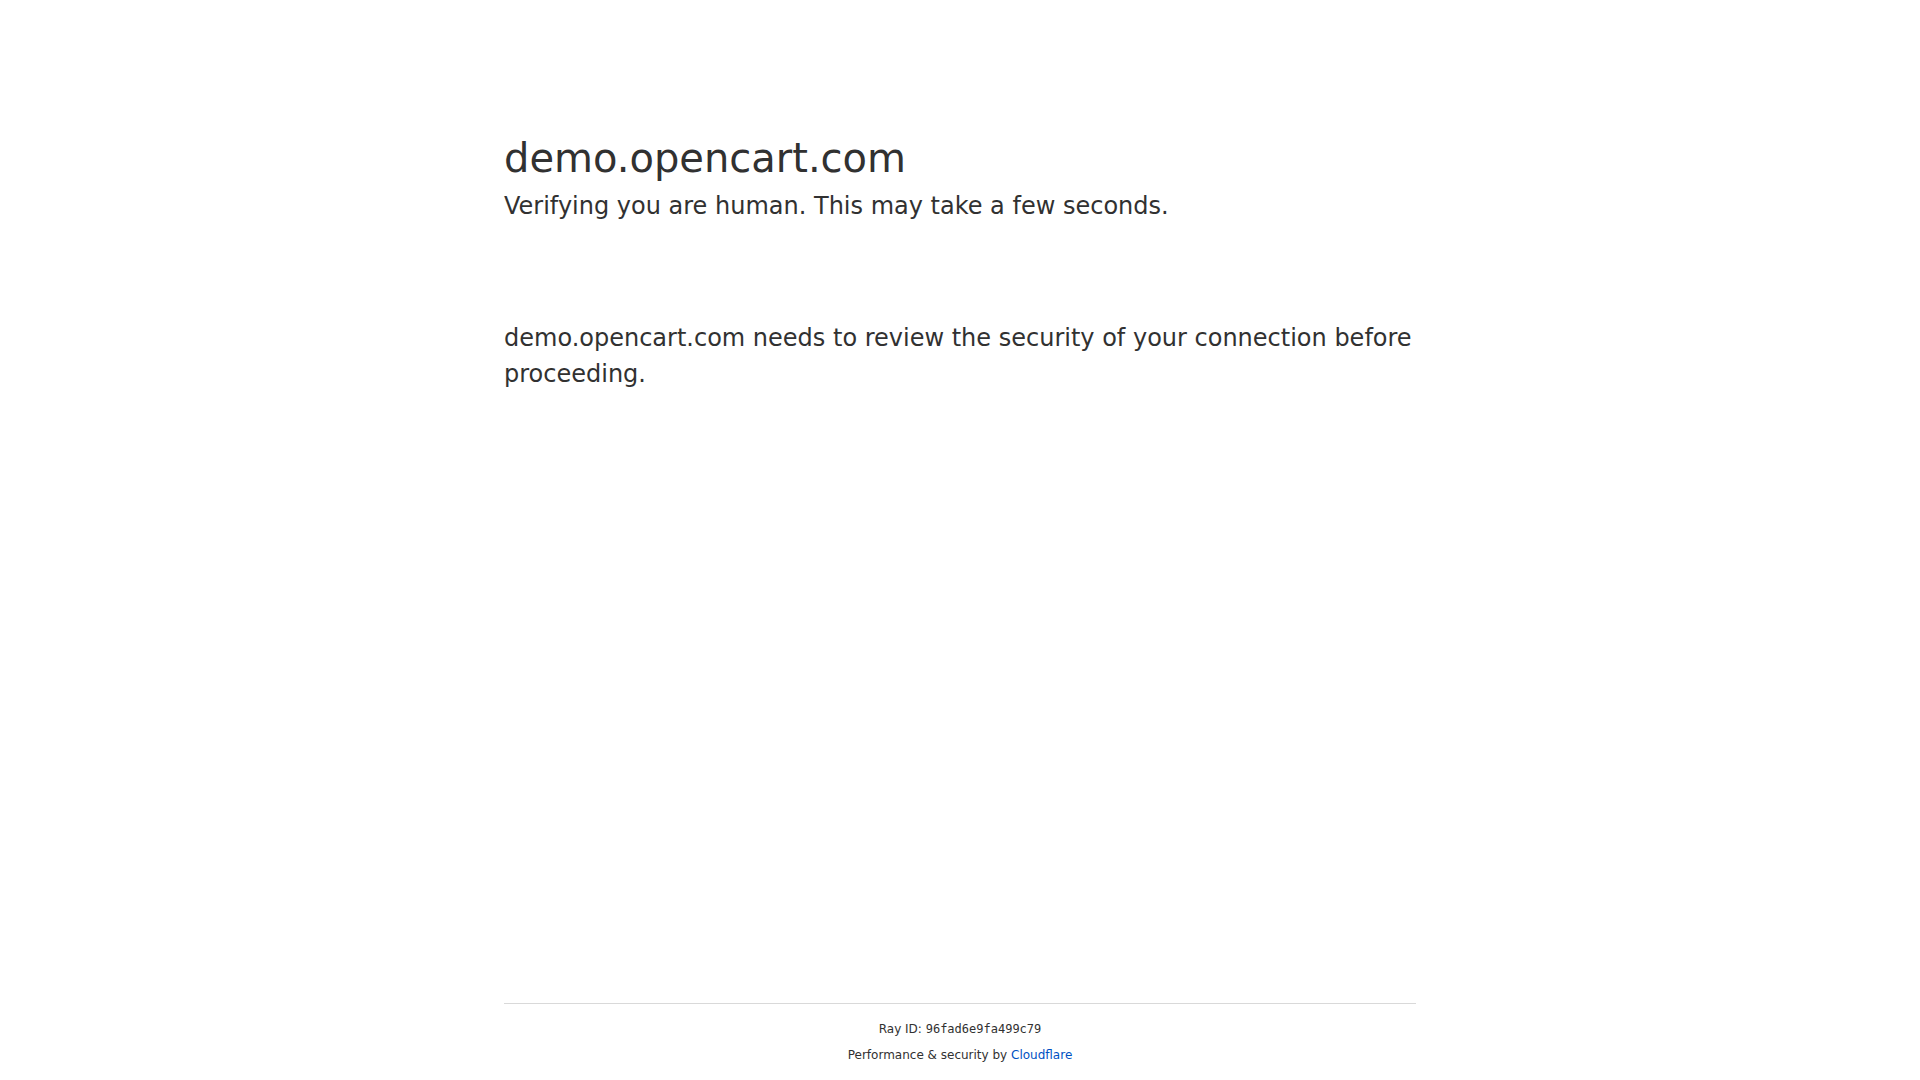 demo.opencart.com
Verifying you are human. This may take a few seconds.
demo.opencart.com needs to review the security of your connection before
proceeding.
Ray ID: 96fad6e9fa499c79
Performance & security by Cloudflare